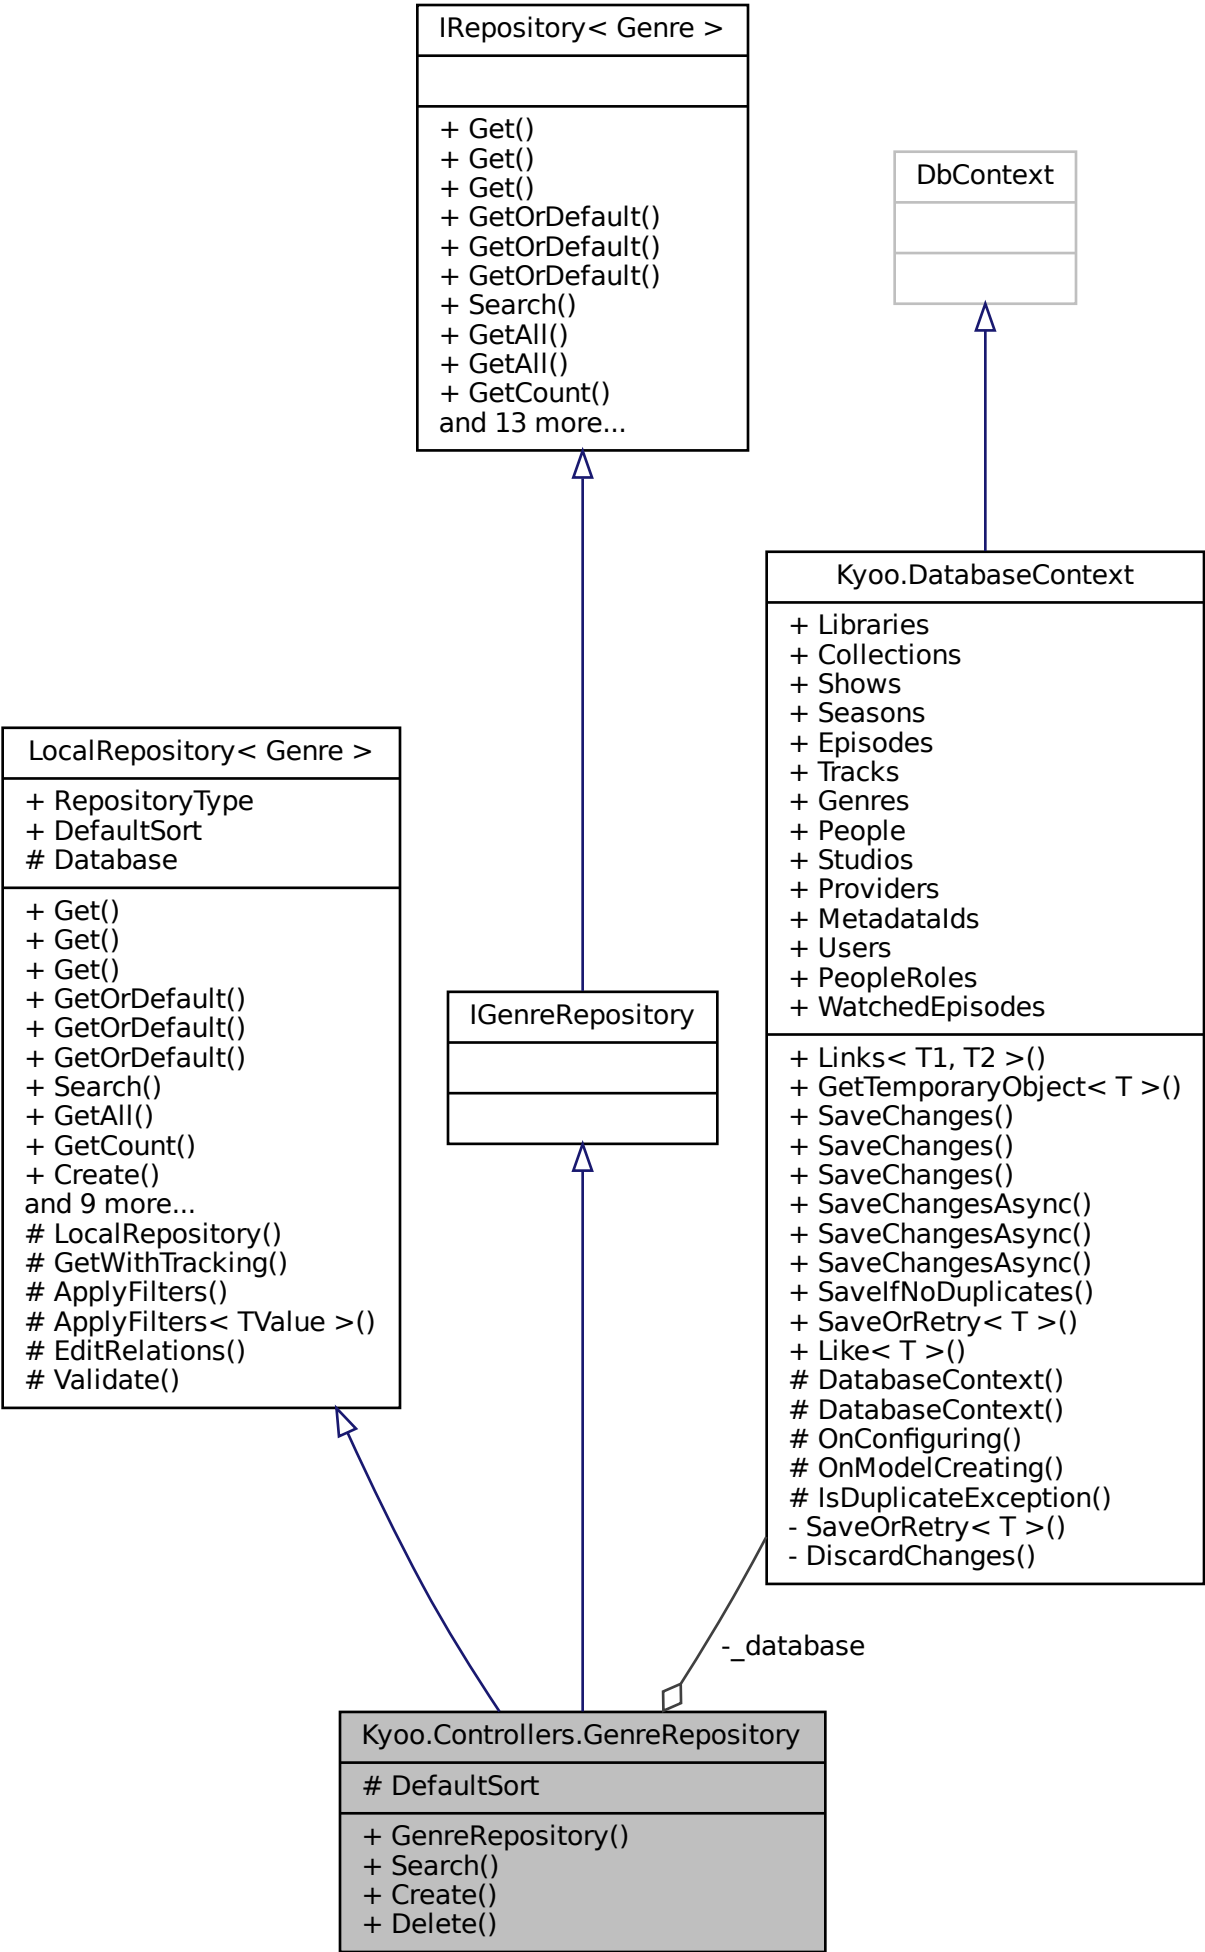 IRepository< Genre >
+ Get()
+ Get()
+ Get()
+ GetOrDefault()
+ GetOrDefault()
+ GetOrDefault()
+ Search()
+ GetAll()
+ GetAll()
+ GetCount()
and 13 more...
DbContext
Kyoo.DatabaseContext
+ Libraries
+ Collections
+ Shows
+ Seasons
+ Episodes
+ Tracks
+ Genres
+ People
+ Studios
+ Providers
+ MetadataIds
+ Users
+ PeopleRoles
+ WatchedEpisodes
+ Links< T1, T2 >()
+ GetTemporaryObject< T >()
+ SaveChanges()
+ SaveChanges()
+ SaveChanges()
+ SaveChangesAsync()
+ SaveChangesAsync()
+ SaveChangesAsync()
+ SaveIfNoDuplicates()
+ SaveOrRetry< T >()
+ Like< T >()
# DatabaseContext()
# DatabaseContext()
# OnConfiguring()
# OnModelCreating()
# IsDuplicateException()
- SaveOrRetry< T >()
- DiscardChanges()
LocalRepository< Genre >
+ RepositoryType
+ DefaultSort
# Database
+ Get()
+ Get()
+ Get()
+ GetOrDefault()
+ GetOrDefault()
+ GetOrDefault()
+ Search()
+ GetAll()
+ GetCount()
+ Create()
and 9 more...
# LocalRepository()
# GetWithTracking()
# ApplyFilters()
# ApplyFilters< TValue >()
# EditRelations()
# Validate()
IGenreRepository
-_database
Kyoo.Controllers.GenreRepository
# DefaultSort
+ GenreRepository()
+ Search()
+ Create()
+ Delete()